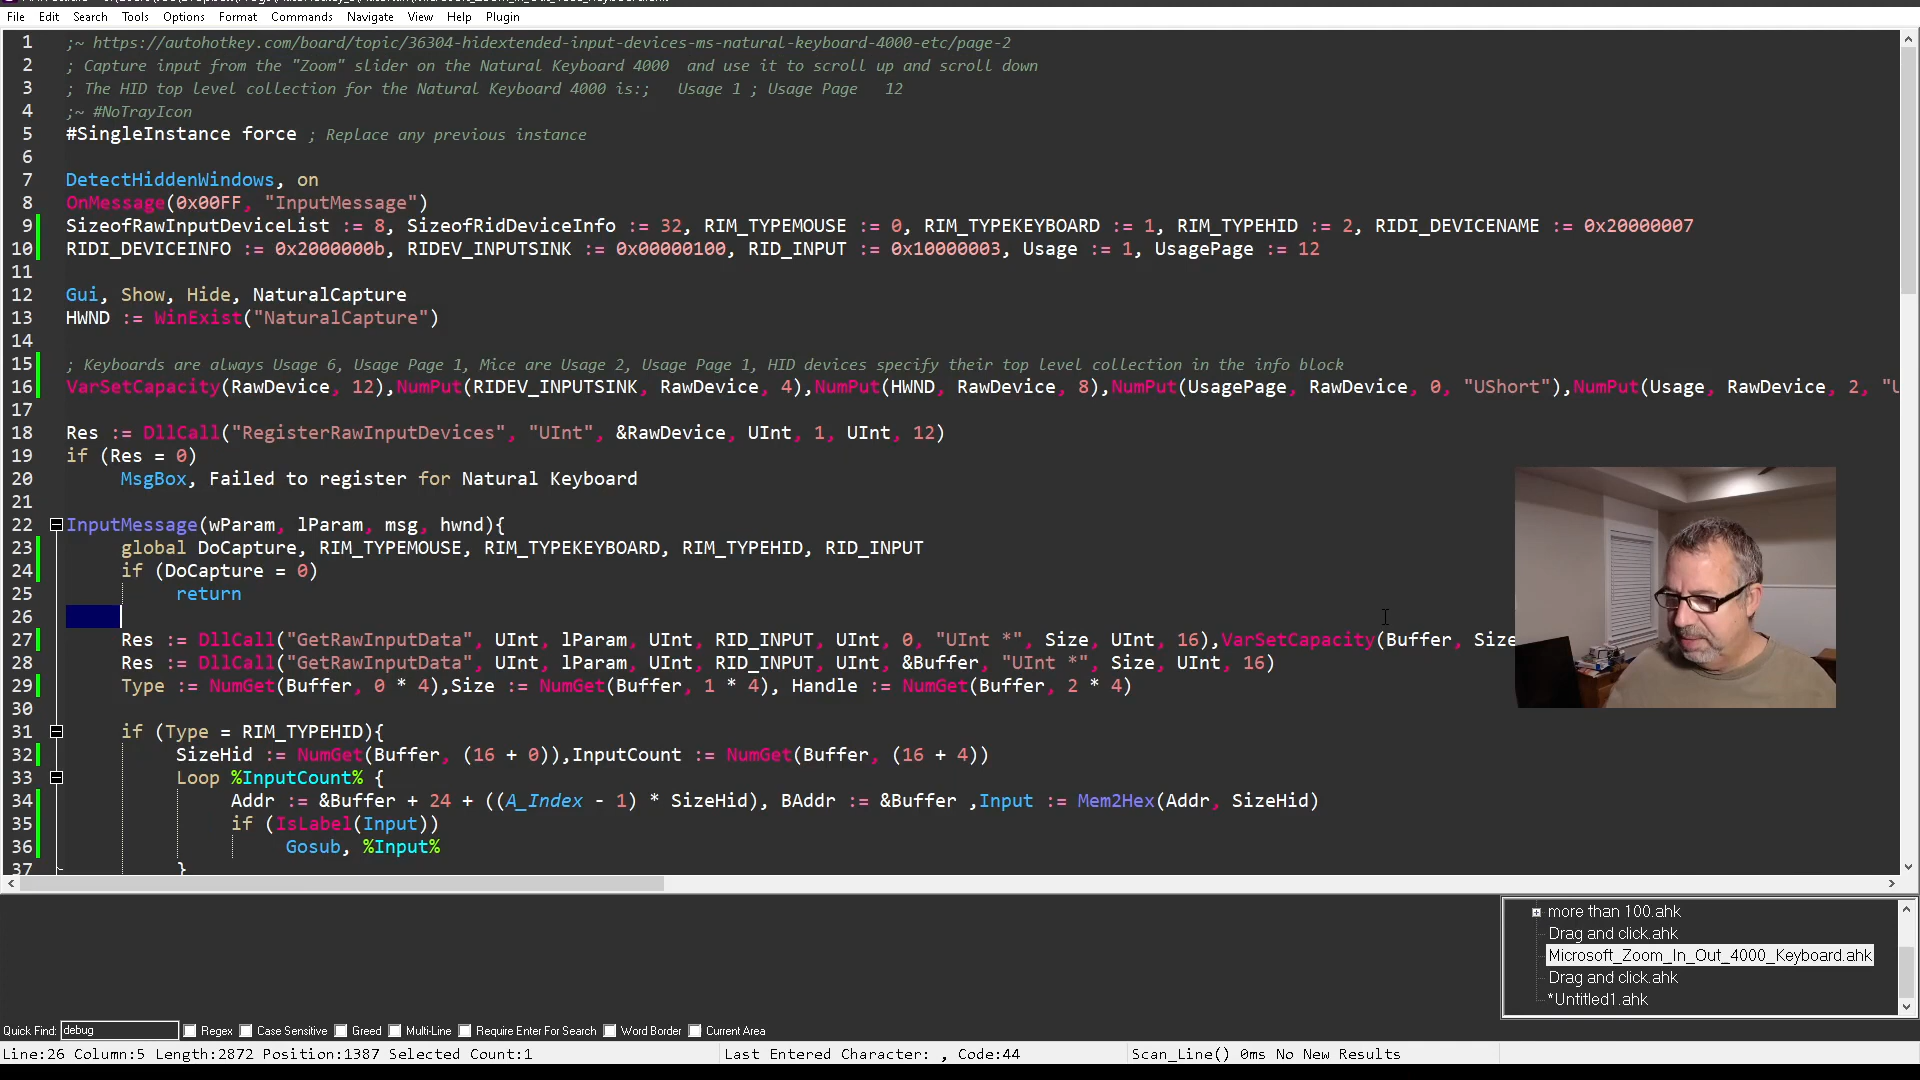 File Edit Search Tools Options Format Commands Navigate View Help Plugin
1 ;~ https://autohotkey.com/board/topic/36304-hidextended-input-devices-ms-natural-keyboard-4000-etc/page-2
2 ; Capture input from the "Zoom" slider on the Natural Keyboard 4000 and use it to scroll up and scroll down
3 ; The HID top level collection for the Natural Keyboard 4000 is:; Usage 1 ; Usage Page 12
4 ;~ #NoTrayIcon
5 #SingleInstance force ; Replace any previous instance
6
7 DetectHiddenWindows, on
8 OnMessage(0x00FF, "InputMessage")
9 SizeofRawInputDeviceList := 8, SizeofRidDeviceInfo := 32, RIM_TYPEMOUSE := 0, RIM_TYPEKEYBOARD := 1, RIM_TYPEHID := 2, RIDI_DEVICENAME := 0x20000007
10 RIDI_DEVICEINFO := 0x2000000b, RIDEV_INPUTSINK := 0x00000100, RID_INPUT := 0x10000003, Usage := 1, UsagePage := 12
11
12 Gui, Show, Hide, NaturalCapture
13 HWND := WinExist("NaturalCapture")
14
15 ; Keyboards are always Usage 6, Usage Page 1, Mice are Usage 2, Usage Page 1, HID devices specify their top level collection in the info block
16 VarSetCapacity(RawDevice, 12),NumPut(RIDEV_INPUTSINK, RawDevice, 4),NumPut(HWND, RawDevice, 8),NumPut(UsagePage, RawDevice, 0, "UShort"),NumPut(Usage, RawDevice, 2, "U
17
18 Res := DllCall("RegisterRawInputDevices", "UInt", &RawDevice, UInt, 1, UInt, 12)
19 if (Res = 0)
20 MsgBox, Failed to register for Natural Keyboard
21
22 InputMessage(wParam, lParam, msg, hwnd){
23 global DoCapture, RIM_TYPEMOUSE, RIM_TYPEKEYBOARD, RIM_TYPEHID, RID_INPUT
24 if (DoCapture = 0)
25 return
26
27 Res := DllCall("GetRawInputData", UInt, lParam, UInt, RID_INPUT, UInt, 0, "UInt *", Size, UInt, 16),VarSetCapacity(Buffer, Size
28 Res := DllCall("GetRawInputData", UInt, lParam, UInt, RID_INPUT, UInt, &Buffer, "UInt *", Size, UInt, 16)
29 Type := NumGet(Buffer, 0 * 4),Size := NumGet(Buffer, 1 * 4), Handle := NumGet(Buffer, 2 * 4)
30
31 if (Type = RIM_TYPEHID){
32 SizeHid := NumGet(Buffer, (16 + 0)),InputCount := NumGet(Buffer, (16 + 4))
33 Loop %InputCount% {
34 Addr := &Buffer + 24 + ((A_Index - 1) * SizeHid), BAddr := &Buffer ,Input := Mem2Hex(Addr, SizeHid)
35 if (IsLabel(Input))
36 Gosub, %Input%
37 }
more than 100.ahk
Drag and click.ahk
Microsoft_Zoom_In_Out_4000_Keyboard.ahk
Drag and click.ahk
*Untitled1.ahk
Quick Find: debug Regex Case Sensitive Greed Multi-Line Require Enter For Search Word Border Current Area
Line:26 Column:5 Length:2872 Position:1387 Selected Count:1 Last Entered Character: , Code:44 Scan_Line() 0ms No New Results